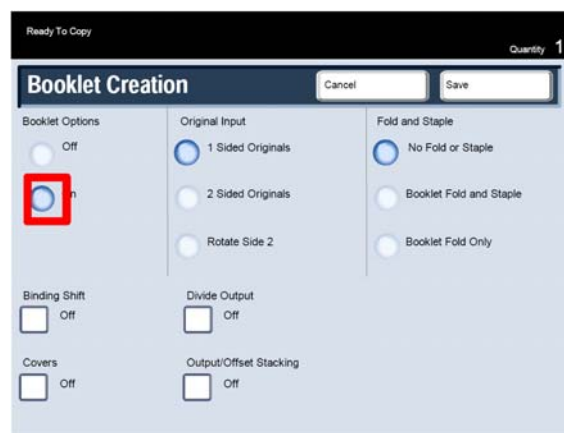 Ready To Copy
Quantity 1
Booklet Creation
Cancel
Save
Booklet Options
Off
n
Original Input
1 Sided Originals
2 Sided Originals
Rotate Side 2
Fold and Staple
No Fold or Staple
Booklet Fold and Staple
Booklet Fold Only
Binding Shift
Off
Divide Output
Off
Covers
Off
Output/Offset Stacking
Off